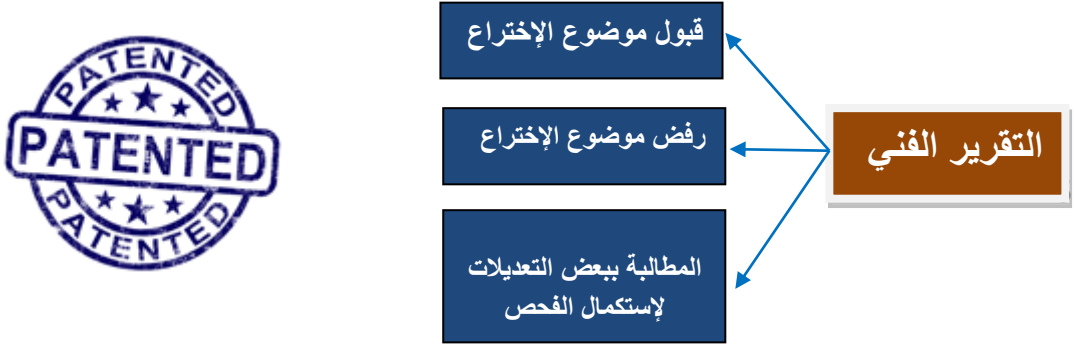 التقرير الفني
قبول موضوع الإختراع
رفض موضوع الإختراع
المطالبة ببعض التعديلات
لإستكمال الفحص
PATENTED
PATENTED
PATENTED